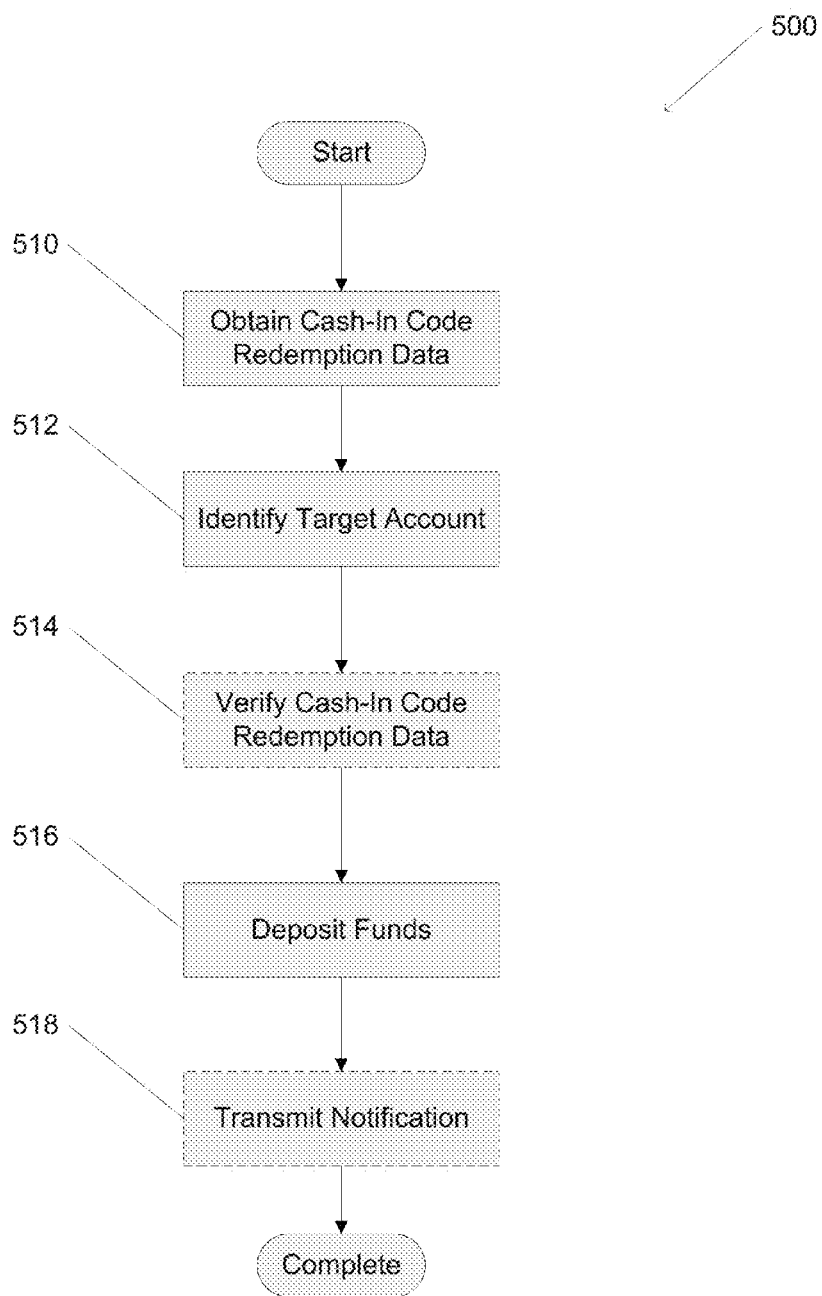 500
Start
510
Obtain Cash-In Code
Redemption Data
512
Identify Target Account
514
Verify Cash-In Code
Redemption Data
516
Deposit Funds
518
Transmit Notification
Complete